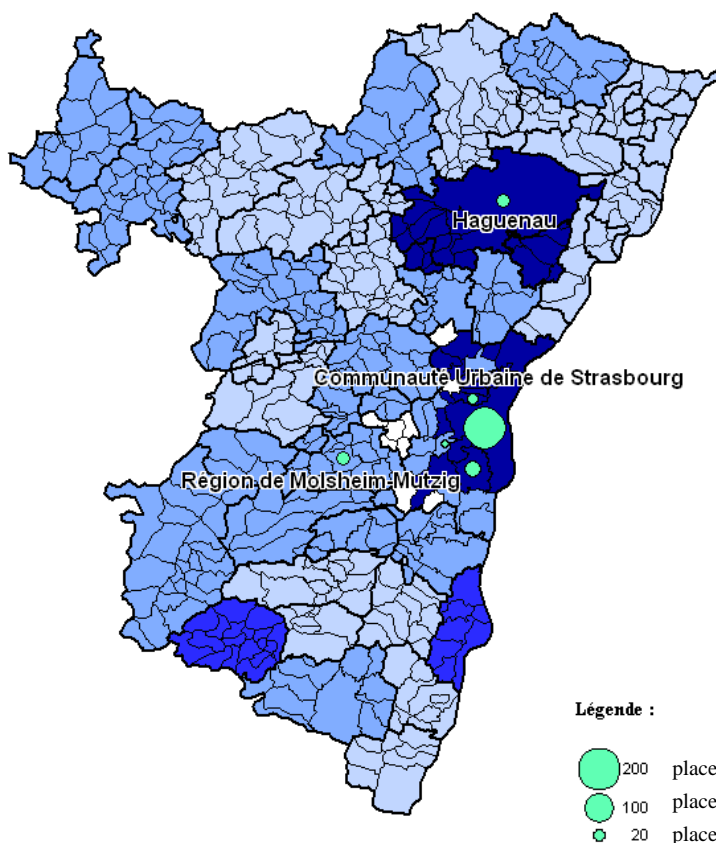 Haguenau
Communauté Urbaine de Strasbourg
Région de Molsheim-Mutzig
Légende :
200 place
100 place
20 place